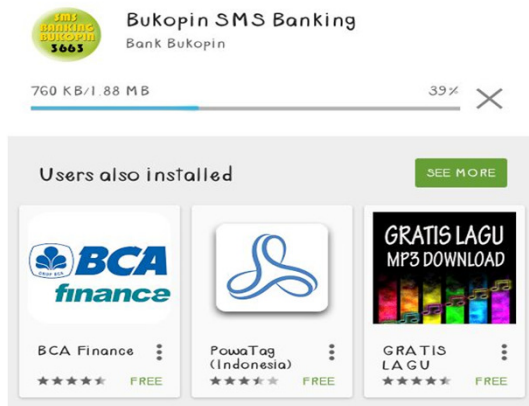 SMS
BANKING
BUKOPIN
3663
Bukopin SMS Banking
Bank Bukopin
760 KB/1.88 MB
39%
Users also installed
SEE MORE
BCA
finance
GRATIS LAGU
MP3 DOWNLOAD
BCA Finance
FREE
PowaTag
(Indonesia)
FREE
GRATIS
LAGU
FREE